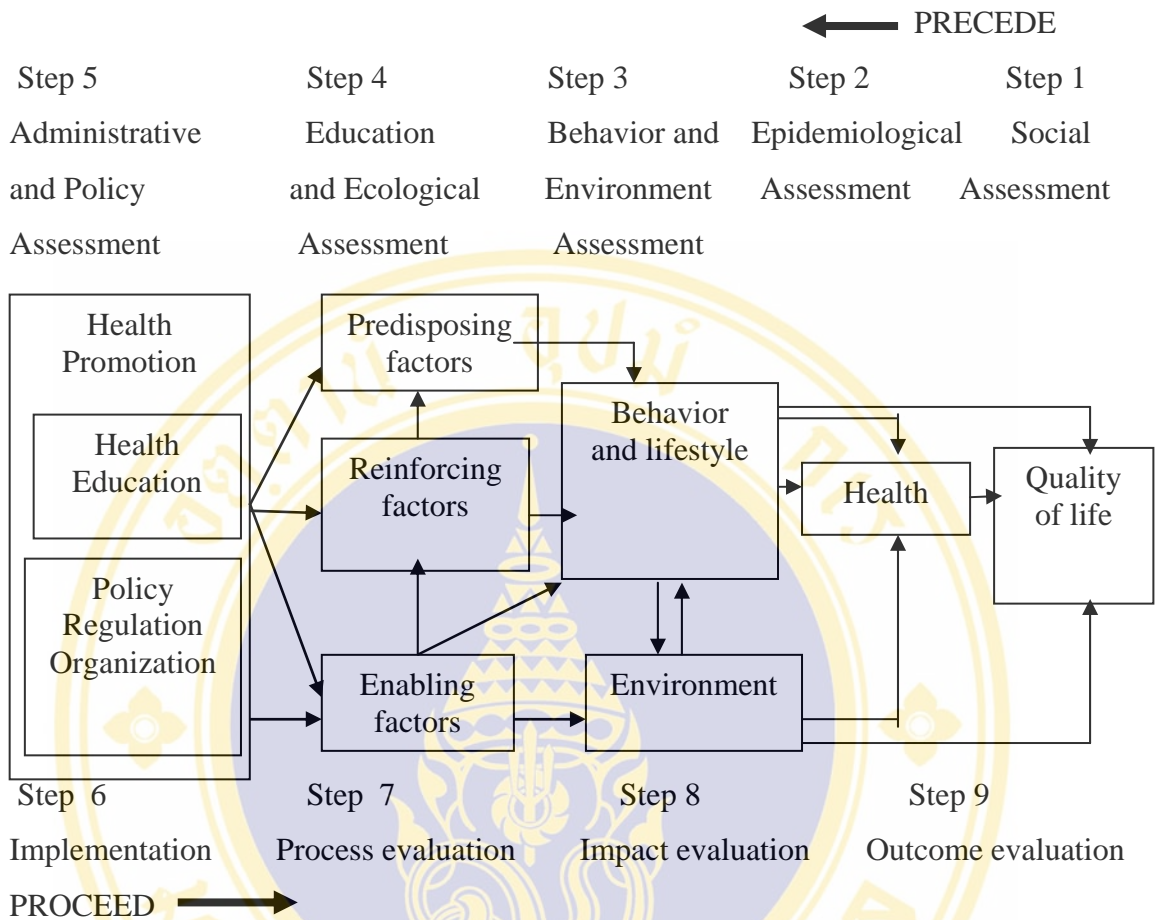 PRECEDE
Step 5 Step 4 Step 3 Step 2 Step 1
Administrative Education Behavior and Epidemiological Social
and Policy and Ecological Environment Assessment Assessment
Assessment Assessment Assessment
Health
Promotion
Health
Education
Policy
Regulation
Organization
Predisposing
factors
Reinforcing
factors
Enabling
factors
Behavior
and lifestyle
Environment
Health
Quality
of life
Step 6 Step 7 Step 8 Step 9
Implementation Process evaluation Impact evaluation Outcome evaluation
PROCEED